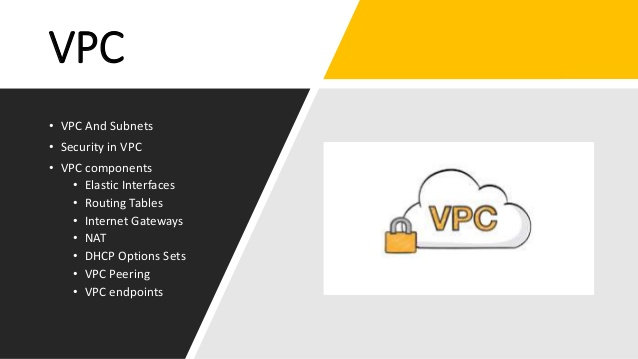 VPC
• VPC And Subnets
• Security in VPC
• VPC components
• Elastic Interfaces
• Routing Tables
• Internet Gateways
• NAT
• DHCP Options Sets
• VPC Peering
• VPC endpoints
VPC